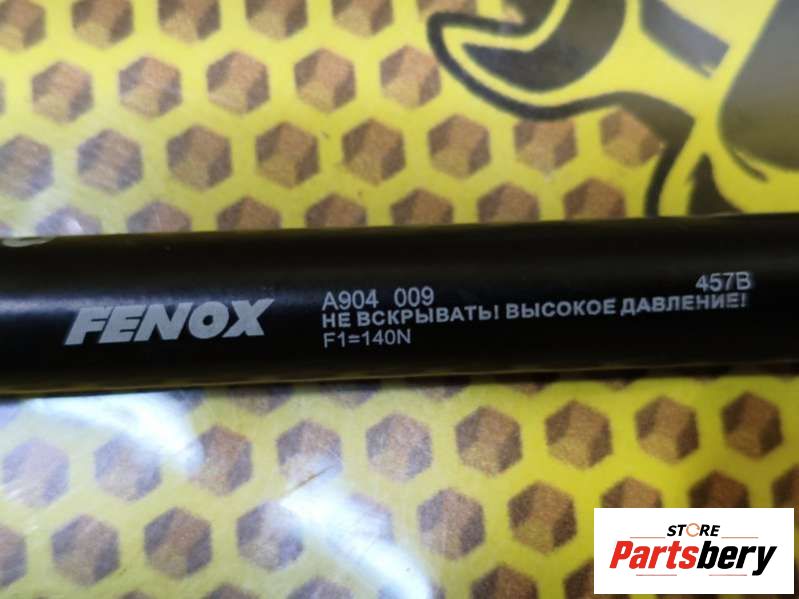 FENOX
A904 009
457B
НЕ ВСКРЫВАТЬ! ВЫСОКОЕ ДАВЛЕНИЕ!
F1=140N
STORE
Partsbery